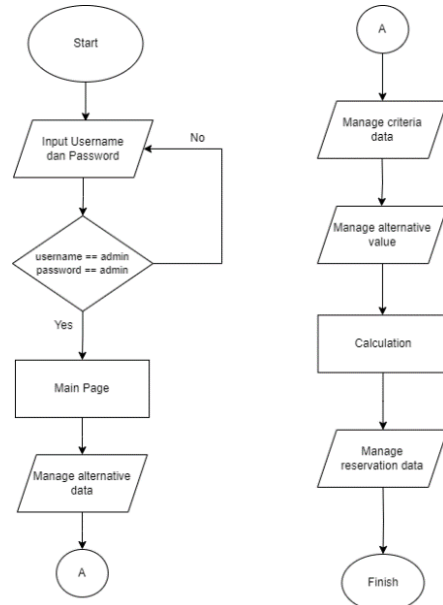 Start
Input Username
dan Password
No
username == admin
password == admin
Yes
Main Page
Manage alternative
data
A
A
Manage criteria
data
Manage alternative
value
Calculation
Manage
reservation data
Finish